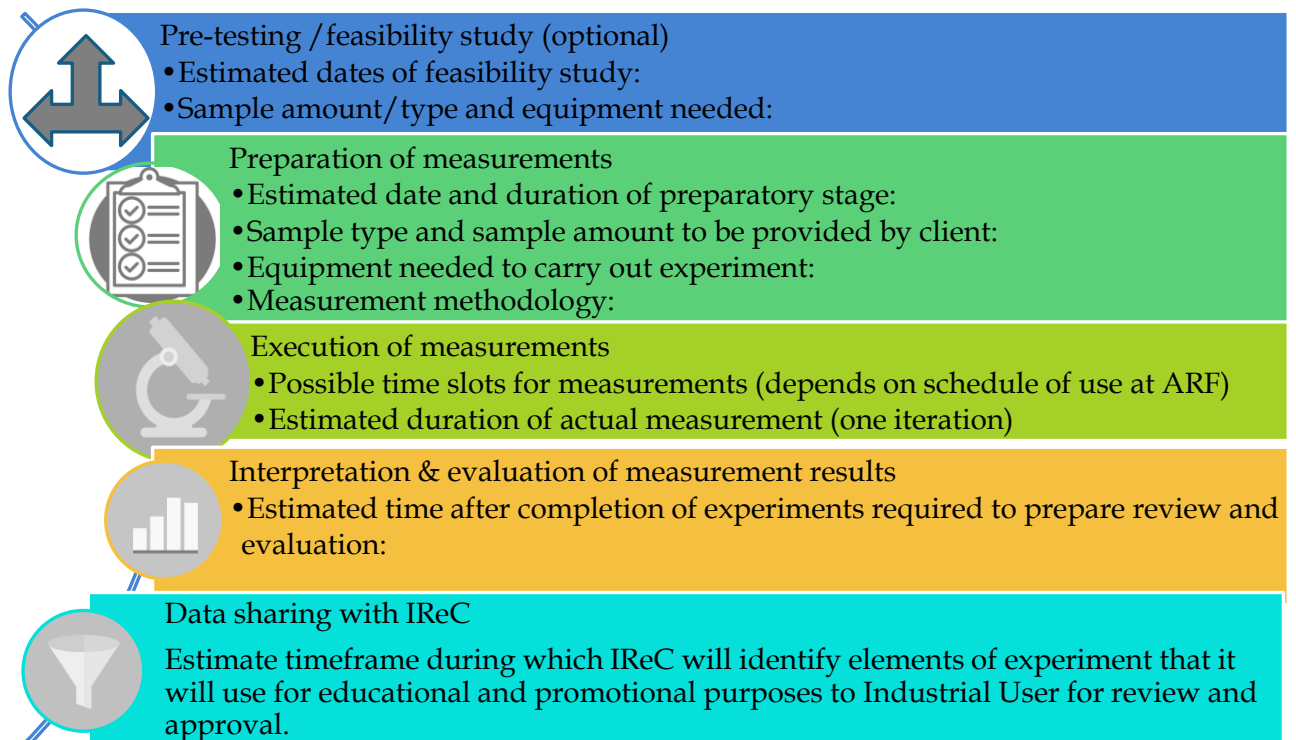 Pre-testing /feasibility study (optional)
•Estimated dates of feasibility study:
•Sample amount/type and equipment needed:
Preparation of measurements
•Estimated date and duration of preparatory stage:
•Sample type and sample amount to be provided by client:
•Equipment needed to carry out experiment:
•Measurement methodology:
Execution of measurements
•Possible time slots for measurements (depends on schedule of use at ARF)
•Estimated duration of actual measurement (one iteration)
Interpretation & evaluation of measurement results
•Estimated time after completion of experiments required to prepare review and
evaluation:
Data sharing with IReC
Estimate timeframe during which IReC will identify elements of experiment that it
will use for educational and promotional purposes to Industrial User for review and
approval.